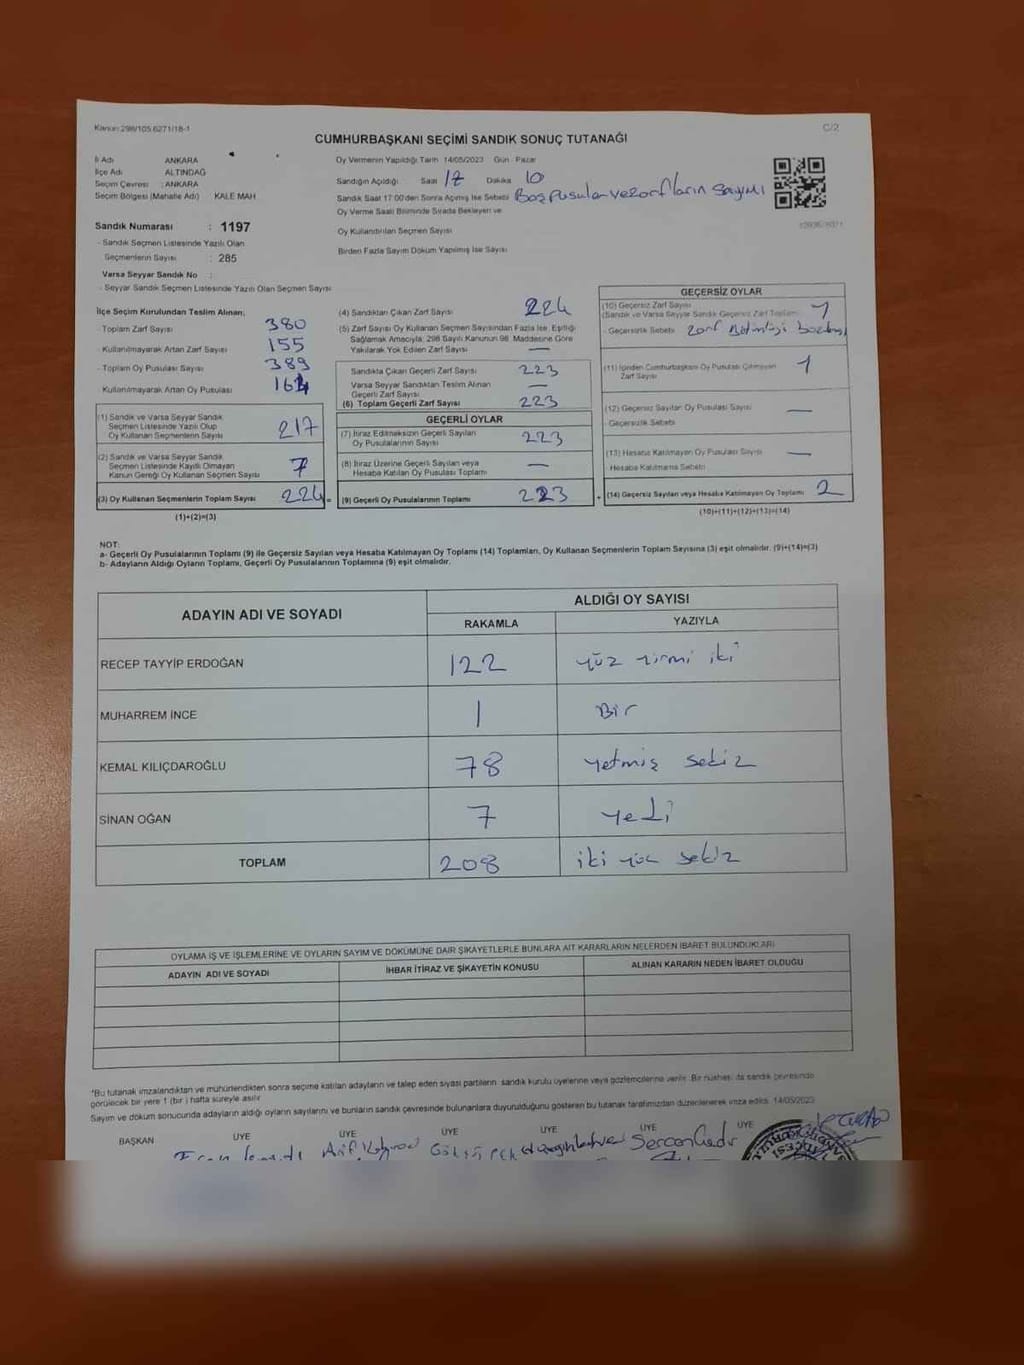 Kanun: 298/105.6271/18-1
C/2
CUMHURBAŞKANI SEÇİMİ SANDIK SONUÇ TUTANAĞI
İl Adı ANKARA
İlçe Adı ALTINDAĞ
Seçim Çevresi : ANKARA
Seçim Bölgesi (Mahalle Adı) KALE MAH
Sandık Numarası : 1197
- Sandık Seçmen Listesinde Yazılı Olan
Seçmenlerin Sayısı : 285
Varsa Seyyar Sandık No :
- Seyyar Sandık Seçmen Listesinde Yazılı Olan Seçmen Sayısı
Oy Vermenin Yapıldığı Tarih 14/05/2023 Gün : Pazar
Sandığın Açıldığı Saat 17 Dakika 10
Sandık Saat 17:00'den Sonra Açılmış İse Sebebi Boş pusular ve zarfların sayımı
Oy Verme Saati Bitiminde Sırada Bekleyen ve
Oy Kullandırılan Seçmen Sayısı
Birden Fazla Sayım Döküm Yapılmış İse Sayısı
İlçe Seçim Kurulundan Teslim Alınan;
- Toplam Zarf Sayısı 380
- Kullanılmayarak Artan Zarf Sayısı 155
- Toplam Oy Pusulası Sayısı 389
Kullanılmayarak Artan Oy Pusulası
(1) Sandık ve Varsa Seyyar Sandık
Seçmen Listesinde Yazılı Olup
Oy Kullanan Seçmenlerin Sayısı 217
(2) Sandık ve Varsa Seyyar Sandık
Seçmen Listesinde Kayıtlı Olmayan
Kanun Gereği Oy Kullanan Seçmen Sayısı 7
(3) Oy Kullanan Seçmenlerin Toplam Sayısı 224 =
(1)+(2)=(3)
(4) Sandıktan Çıkan Zarf Sayısı 224
(5) Zarf Sayısı Oy Kullanan Seçmen Sayısından Fazla İse, Eşitliği
Sağlamak Amacıyla; 298 Sayılı Kanunun 98. Maddesine Göre
Yakılarak Yok Edilen Zarf Sayısı —
Sandıkta Çıkan Geçerli Zarf Sayısı 223
Varsa Seyyar Sandıktan Teslim Alınan
Geçerli Zarf Sayısı —
(6) Toplam Geçerli Zarf Sayısı 223
GEÇERLİ OYLAR
(7) İtiraz Edilmeksizin Geçerli Sayılan
Oy Pusulalarının Sayısı 223
(8) İtiraz Üzerine Geçerli Sayılan veya
Hesaba Katılan Oy Pusulası Toplamı —
(9) Geçerli Oy Pusulalarının Toplamı 223 +
GEÇERSİZ OYLAR
(10) Geçersiz Zarf Sayısı
(Sandık ve Varsa Seyyar Sandık Geçersiz Zarf Toplamı) 1
- Geçersizlik Sebebi zarf Bütünlüğü bozulmuş
(11) İçinden Cumhurbaşkanı Oy Pusulası Çıkmayan
Zarf Sayısı 1
(12) Geçersiz Sayılan Oy Pusulası Sayısı —
- Geçersizlik Sebebi
(13) Hesaba Katılmayan Oy Pusulası Sayısı —
Hesaba Katılmama Sebebi
(14) Geçersiz Sayılan veya Hesaba Katılmayan Oy Toplamı 2
(10)+(11)+(12)+(13)=(14)
NOT:
a- Geçerli Oy Pusulalarının Toplamı (9) ile Geçersiz Sayılan veya Hesaba Katılmayan Oy Toplamı (14) Toplamları, Oy Kullanan Seçmenlerin Toplam Sayısına (3) eşit olmalıdır. (9)+(14)=(3)
b- Adayların Aldığı Oyların Toplamı, Geçerli Oy Pusulalarının Toplamına (9) eşit olmalıdır.
ADAYIN ADI VE SOYADI
ALDIĞI OY SAYISI
RAKAMLA YAZIYLA
RECEP TAYYİP ERDOĞAN 122 yüz yirmi iki
MUHARREM İNCE 1 Bir
KEMAL KILIÇDAROĞLU 78 yetmiş sekiz
SİNAN OĞAN 7 yedi
TOPLAM 208 iki yüz sekiz
OYLAMA İŞ VE İŞLEMLERİNE VE OYLARIN SAYIM VE DÖKÜMÜNE DAİR ŞİKAYETLERLE BUNLARA AİT KARARLARIN NELERDEN İBARET BULUNDUKLARI
ADAYIN ADI VE SOYADI İHBAR İTİRAZ VE ŞİKAYETİN KONUSU ALINAN KARARIN NEDEN İBARET OLDUĞU
*Bu tutanak imzalandıktan ve mühürlendikten sonra seçime katılan adayların ve talep eden siyasi partilerin sandık kurulu üyelerine veya gözlemcilerine verilir. Bir nüshası da sandık çevresinde
görülecek bir yere 1 (bir) hafta süreyle asılır.
Sayım ve döküm sonucunda adayların aldığı oyların sayılarını ve bunların sandık çevresinde bulunanlara duyurulduğunu gösteren bu tutanak tarafımızdan düzenlenerek imza edildi. 14/05/2023
BAŞKAN ÜYE ÜYE ÜYE ÜYE ÜYE ÜYE